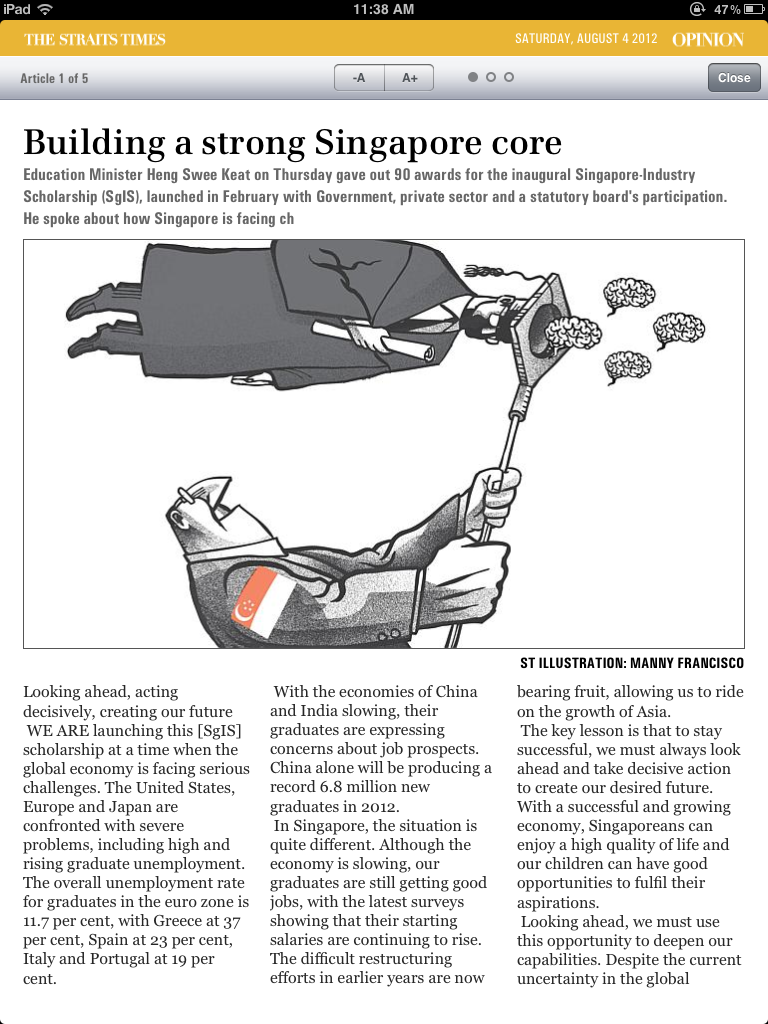 iPad
11:38 AM
47%
THE STRAITS TIMES
SATURDAY, AUGUST 4 2012 OPINION
Article 1 of 5
-A
A+
Close
Building a strong Singapore core
Education Minister Heng Swee Keat on Thursday gave out 90 awards for the inaugural Singapore-Industry
Scholarship (SgIS), launched in February with Government, private sector and a statutory board's participation.
He spoke about how Singapore is facing ch
ST ILLUSTRATION: MANNY FRANCISCO
Looking ahead, acting
decisively, creating our future
WE ARE launching this [SgIS]
scholarship at a time when the
global economy is facing serious
challenges. The United States,
Europe and Japan are
confronted with severe
problems, including high and
rising graduate unemployment.
The overall unemployment rate
for graduates in the euro zone is
11.7 per cent, with Greece at 37
per cent, Spain at 23 per cent,
Italy and Portugal at 19 per
cent.
With the economies of China
and India slowing, their
graduates are expressing
concerns about job prospects.
China alone will be producing a
record 6.8 million new
graduates in 2012.
In Singapore, the situation is
quite different. Although the
economy is slowing, our
graduates are still getting good
jobs, with the latest surveys
showing that their starting
salaries are continuing to rise.
The difficult restructuring
efforts in earlier years are now
bearing fruit, allowing us to ride
on the growth of Asia.
The key lesson is that to stay
successful, we must always look
ahead and take decisive action
to create our desired future.
With a successful and growing
economy, Singaporeans can
enjoy a high quality of life and
our children can have good
opportunities to fulfil their
aspirations.
Looking ahead, we must use
this opportunity to deepen our
capabilities. Despite the current
uncertainty in the global